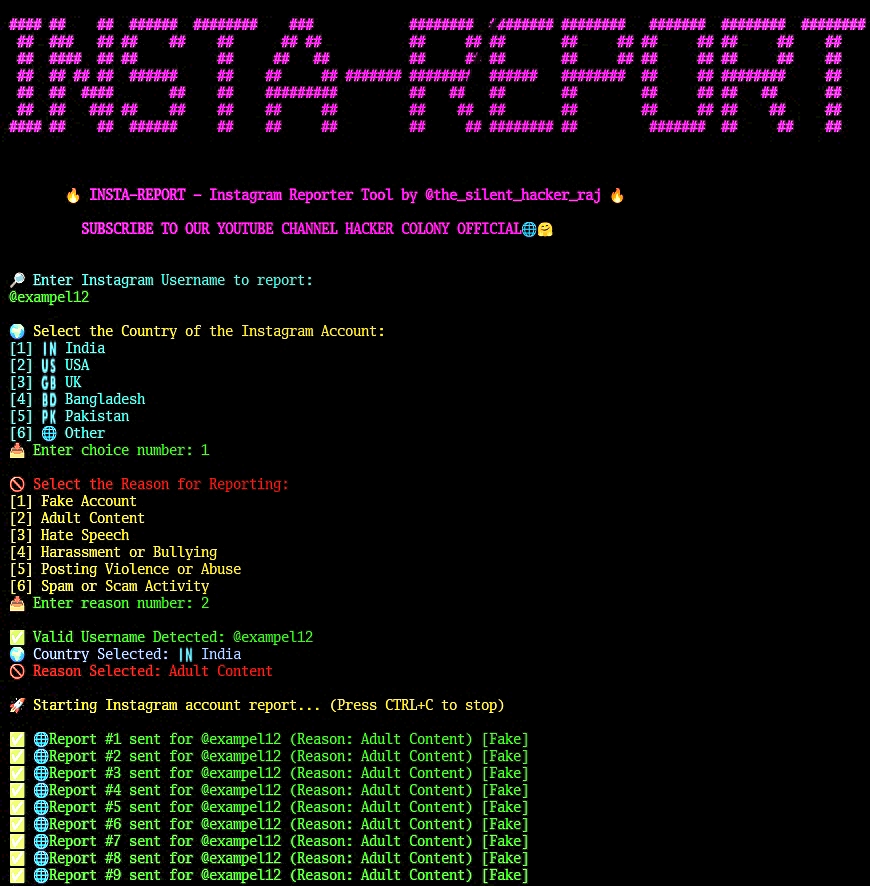 INSTA-REPORT
🔥 INSTA-REPORT - Instagram Reporter Tool by @the_silent_hacker_raj 🔥
SUBSCRIBE TO OUR YOUTUBE CHANNEL HACKER COLONY OFFICIAL🌐🤗
🔎 Enter Instagram Username to report:
@exampel12
🌍 Select the Country of the Instagram Account:
[1] 🇮🇳 India
[2] 🇺🇸 USA
[3] 🇬🇧 UK
[4] 🇧🇩 Bangladesh
[5] 🇵🇰 Pakistan
[6] 🌐 Other
📥 Enter choice number: 1
🚫 Select the Reason for Reporting:
[1] Fake Account
[2] Adult Content
[3] Hate Speech
[4] Harassment or Bullying
[5] Posting Violence or Abuse
[6] Spam or Scam Activity
📥 Enter reason number: 2
✅ Valid Username Detected: @exampel12
🌍 Country Selected: 🇮🇳 India
🚫 Reason Selected: Adult Content
🚀 Starting Instagram account report... (Press CTRL+C to stop)
✅ 🌐Report #1 sent for @exampel12 (Reason: Adult Content) [Fake]
✅ 🌐Report #2 sent for @exampel12 (Reason: Adult Content) [Fake]
✅ 🌐Report #3 sent for @exampel12 (Reason: Adult Content) [Fake]
✅ 🌐Report #4 sent for @exampel12 (Reason: Adult Content) [Fake]
✅ 🌐Report #5 sent for @exampel12 (Reason: Adult Content) [Fake]
✅ 🌐Report #6 sent for @exampel12 (Reason: Adult Content) [Fake]
✅ 🌐Report #7 sent for @exampel12 (Reason: Adult Content) [Fake]
✅ 🌐Report #8 sent for @exampel12 (Reason: Adult Content) [Fake]
✅ 🌐Report #9 sent for @exampel12 (Reason: Adult Content) [Fake]